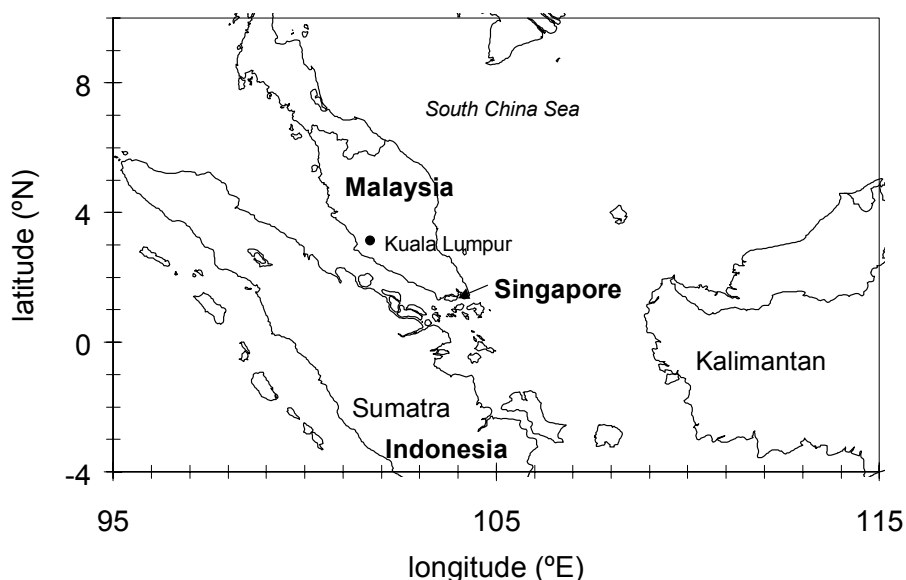 8
South China Sea
Malaysia
4
Kuala Lumpur
Singapore
latitude (ºN)
0
Kalimantan
Sumatra
Indonesia
-4
95
105
115
longitude (ºE)